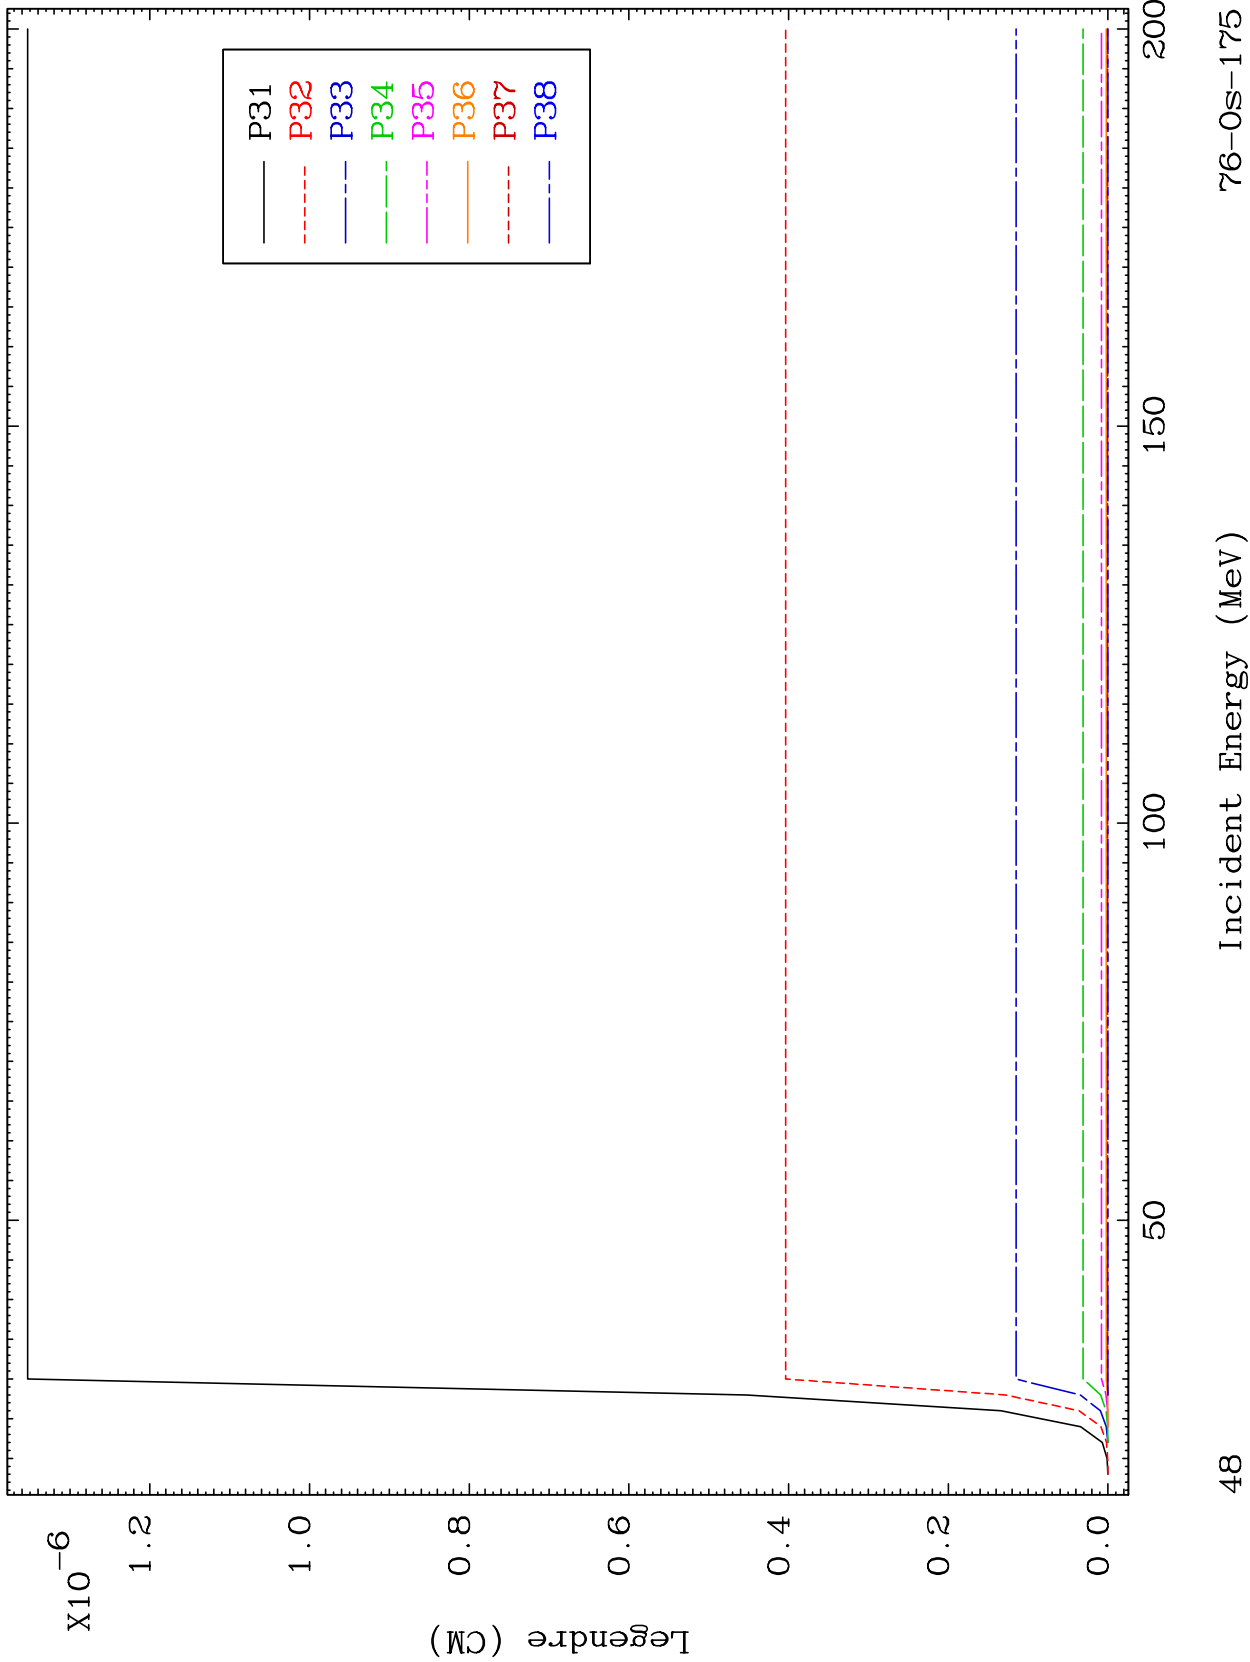 X10-6
1.2
1.0
0.8
0.6
0.4
0.2
0.0
Legendre (CM)
P31
P32
P33
P34
P35
P36
P37
P38
50
100
150
200
48
Incident Energy (MeV)
76-Os-175